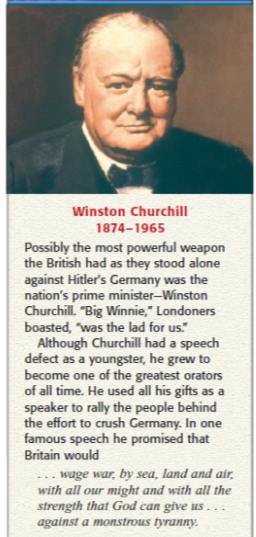 Winston Churchill
1874–1965
Possibly the most powerful weapon
the British had as they stood alone
against Hitler's Germany was the
nation's prime minister—Winston
Churchill. "Big Winnie," Londoners
boasted, "was the lad for us."
Although Churchill had a speech
defect as a youngster, he grew to
become one of the greatest orators
of all time. He used all his gifts as a
speaker to rally the people behind
the effort to crush Germany. In one
famous speech he promised that
Britain would
. . . wage war, by sea, land and air,
with all our might and with all the
strength that God can give us . . .
against a monstrous tyranny.